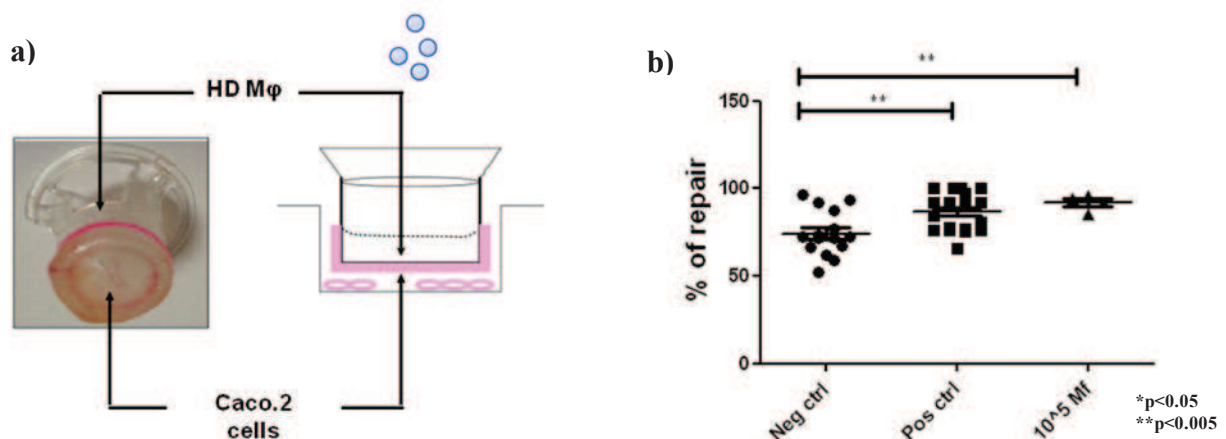 a)
HD Mφ
Caco.2
cells
b)
**
**
150
100
50
0
% of repair
Neg ctrl
Pos ctrl
10^5 Mf
*p<0.05
**p<0.005